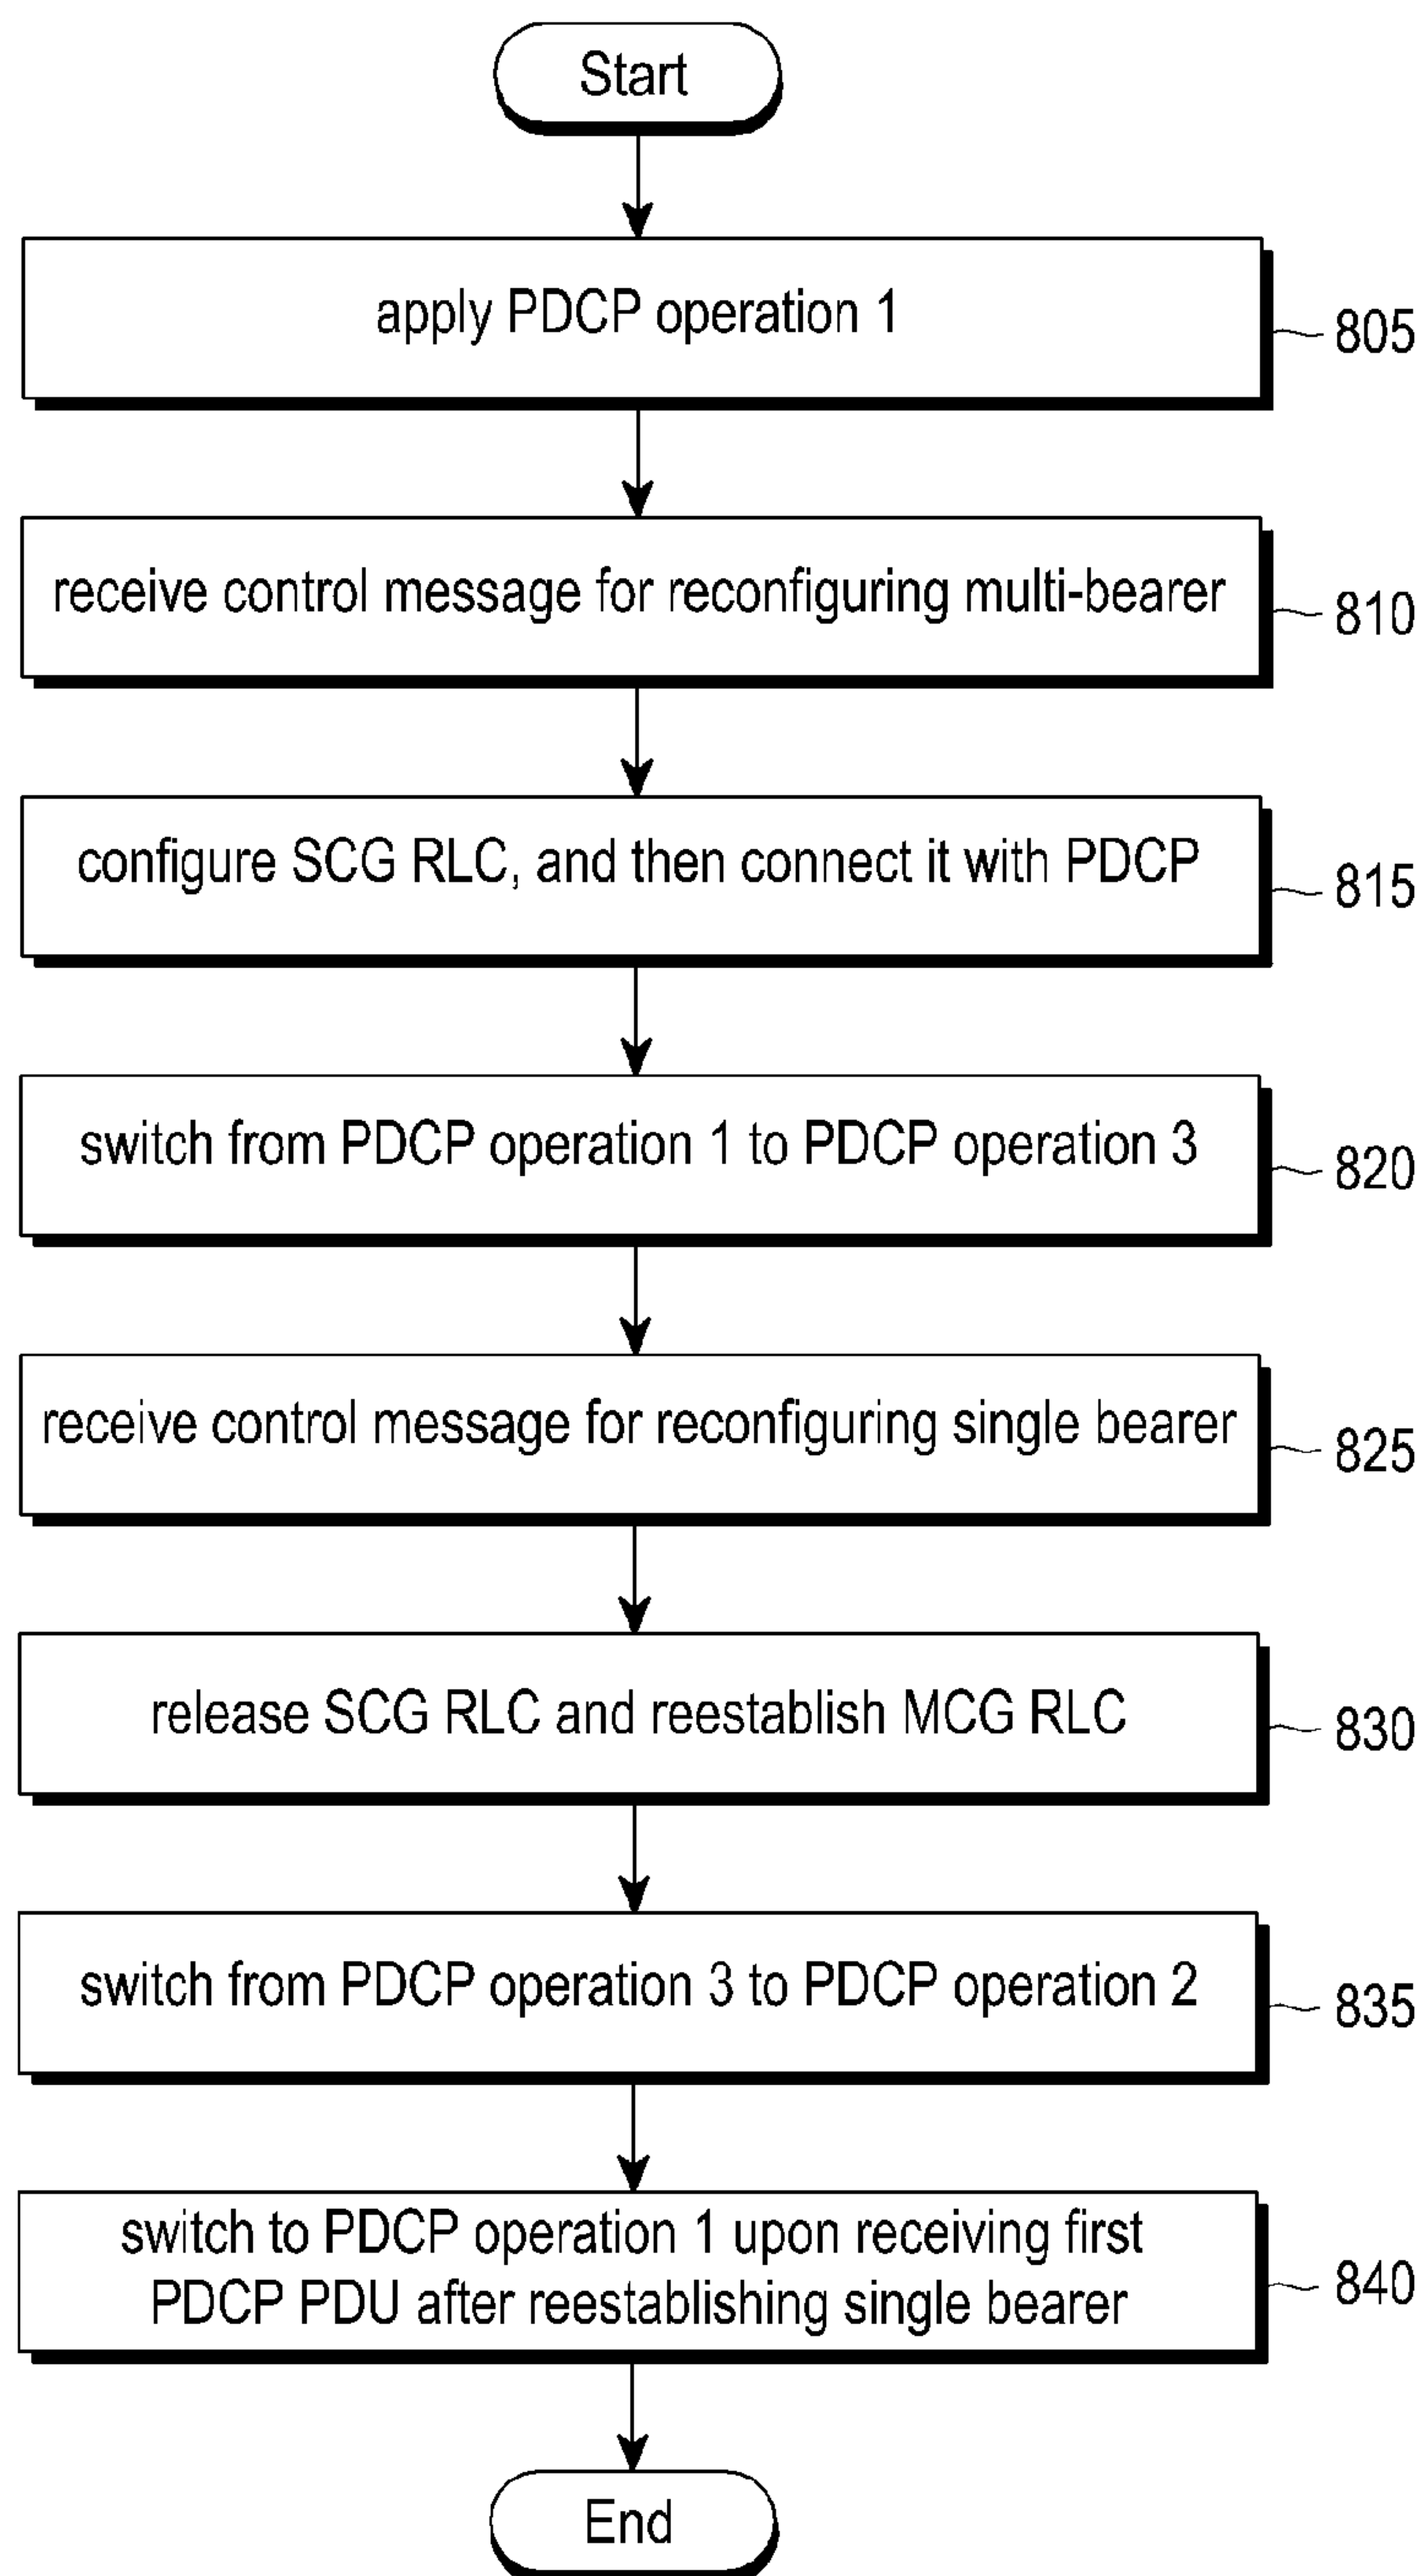 Start
apply PDCP operation 1
805
receive control message for reconfiguring multi-bearer
810
configure SCG RLC, and then connect it with PDCP
815
switch from PDCP operation 1 to PDCP operation 3
820
receive control message for reconfiguring single bearer
825
release SCG RLC and reestablish MCG RLC
830
switch from PDCP operation 3 to PDCP operation 2
835
switch to PDCP operation 1 upon receiving first
PDCP PDU after reestablishing single bearer
840
End